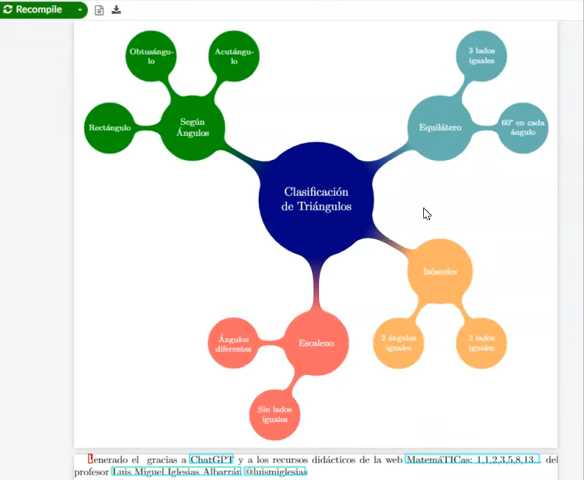 Recompile
Obtusángu-
lo
Acutángu-
lo
Rectángulo
Según
Ángulos
3 lados
iguales
Equilátero
60° en cada
ángulo
Clasificación
de Triángulos
Isósceles
2 ángulos
iguales
2 lados
iguales
Ángulos
diferentes
Escaleno
Sin lados
iguales
enerado el gracias a ChatGPT y a los recursos didácticos de la web MatemáTICas: 1,1,2,3,5,8,13,.. del
profesor Luis Miguel Iglesias Albarrán @luismiglesias